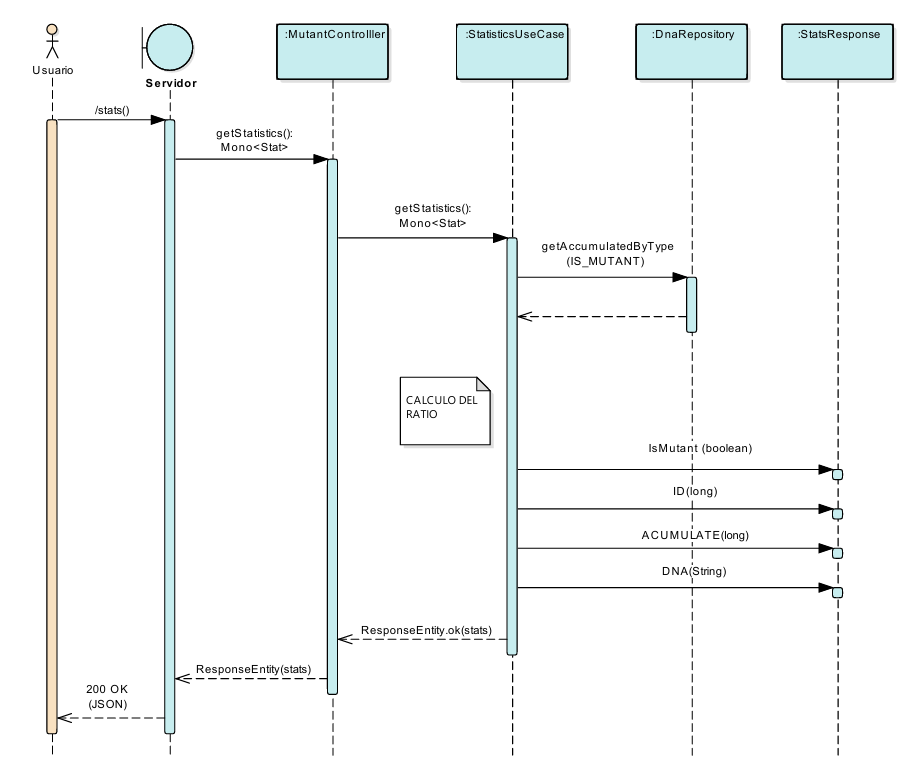 :MutantControlller
:StatisticsUseCase
:DnaRepository
:StatsResponse
Usuario
Servidor
/stats()
getStatistics():
Mono<Stat>
getStatistics():
Mono<Stat>
getAccumulatedByType
(IS_MUTANT)
CALCULO DEL
RATIO
IsMutant (boolean)
ID(long)
ACUMULATE(long)
DNA(String)
ResponseEntity.ok(stats)
ResponseEntity(stats)
200 OK
(JSON)